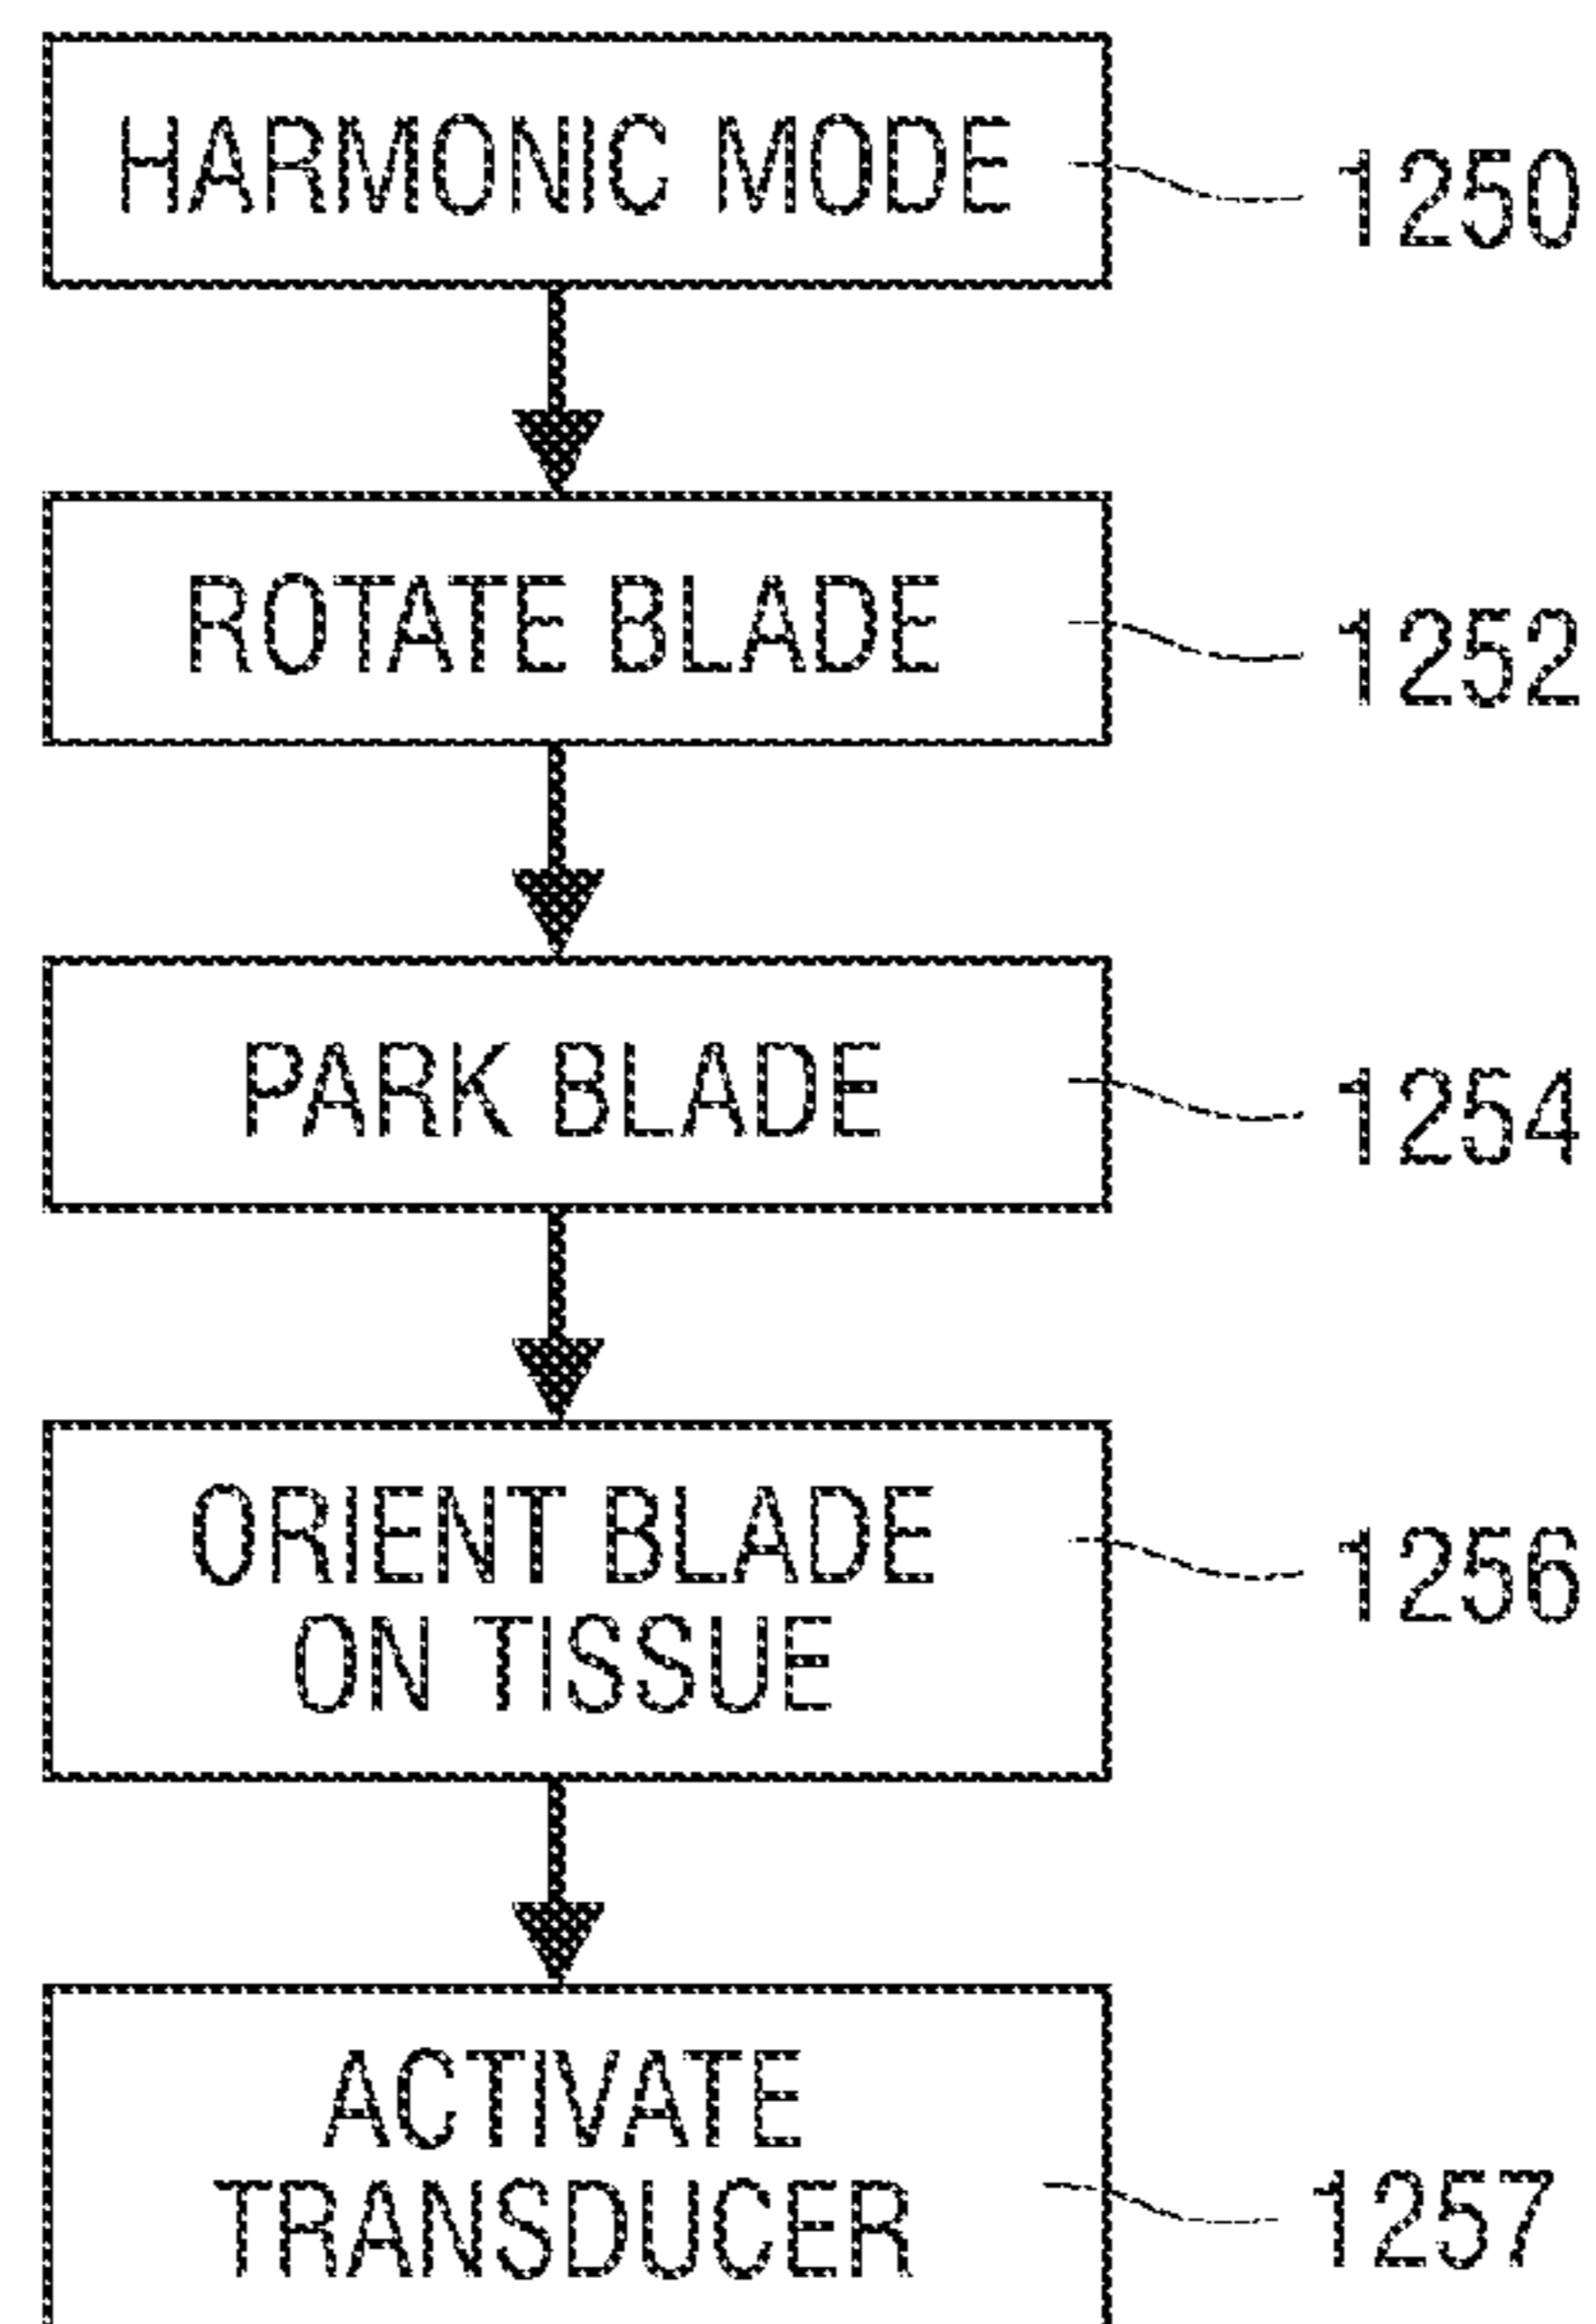 HARMONIC MODE
1250
ROTATE BLADE
1252
PARK BLADE
1254
ORIENT BLADE
ON TISSUE
1256
ACTIVATE
TRANSDUCER
1257